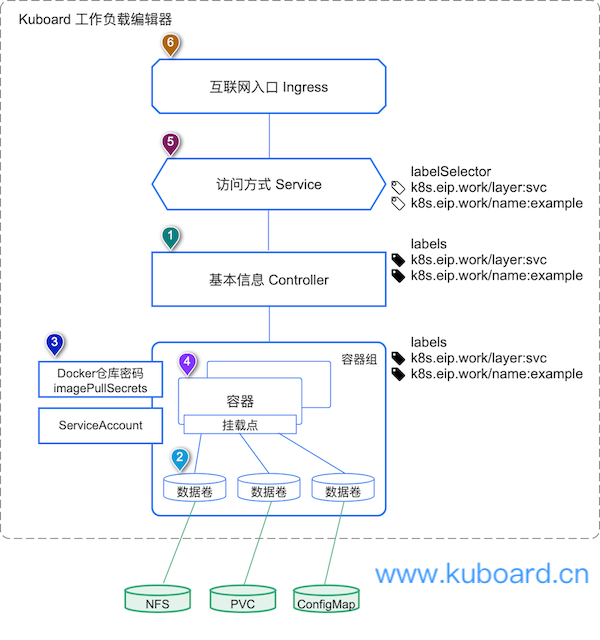 Kuboard 工作负载编辑器
6
互联网入口 Ingress
5
访问方式 Service
labelSelector
k8s.eip.work/layer:svc
k8s.eip.work/name:example
1
基本信息 Controller
labels
k8s.eip.work/layer:svc
k8s.eip.work/name:example
3
Docker仓库密码
imagePullSecrets
ServiceAccount
4
容器组
容器
挂载点
labels
k8s.eip.work/layer:svc
k8s.eip.work/name:example
2
数据卷
数据卷
数据卷
www.kuboard.cn
NFS
PVC
ConfigMap